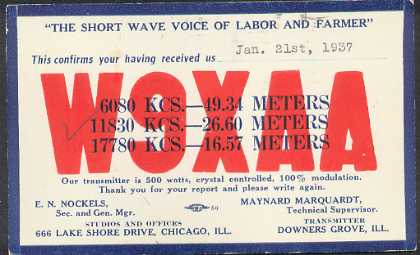 "THE SHORT WAVE VOICE OF LABOR AND FARMER"
This confirms your having received us Jan. 21st, 1937
W9XAA
6080 KCS.—49.34 METERS
11830 KCS.—26.60 METERS
17780 KCS.—16.57 METERS
Our transmitter is 500 watts, crystal controlled, 100% modulation.
Thank you for your report and please write again.
E. N. NOCKELS,
Sec. and Gen. Mgr.
MAYNARD MARQUARDT,
Technical Supervisor.
STUDIOS AND OFFICES
666 LAKE SHORE DRIVE, CHICAGO, ILL.
TRANSMITTER
DOWNERS GROVE, ILL.